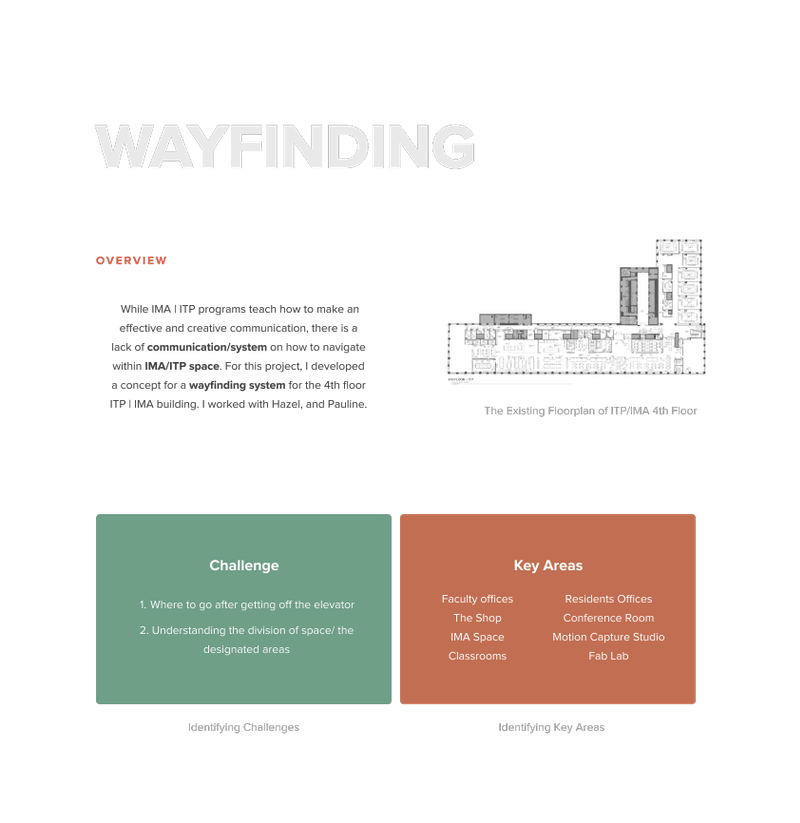 WAYFINDING
OVERVIEW
While IMA | ITP programs teach how to make an
effective and creative communication, there is a
lack of communication/system on how to navigate
within IMA/ITP space. For this project, I developed
a concept for a wayfinding system for the 4th floor
ITP | IMA building. I worked with Hazel, and Pauline.
The Existing Floorplan of ITP/IMA 4th Floor
Challenge
1. Where to go after getting off the elevator
2. Understanding the division of space/ the
designated areas
Identifying Challenges
Key Areas
Faculty offices
The Shop
IMA Space
Classrooms
Residents Offices
Conference Room
Motion Capture Studio
Fab Lab
Identifying Key Areas